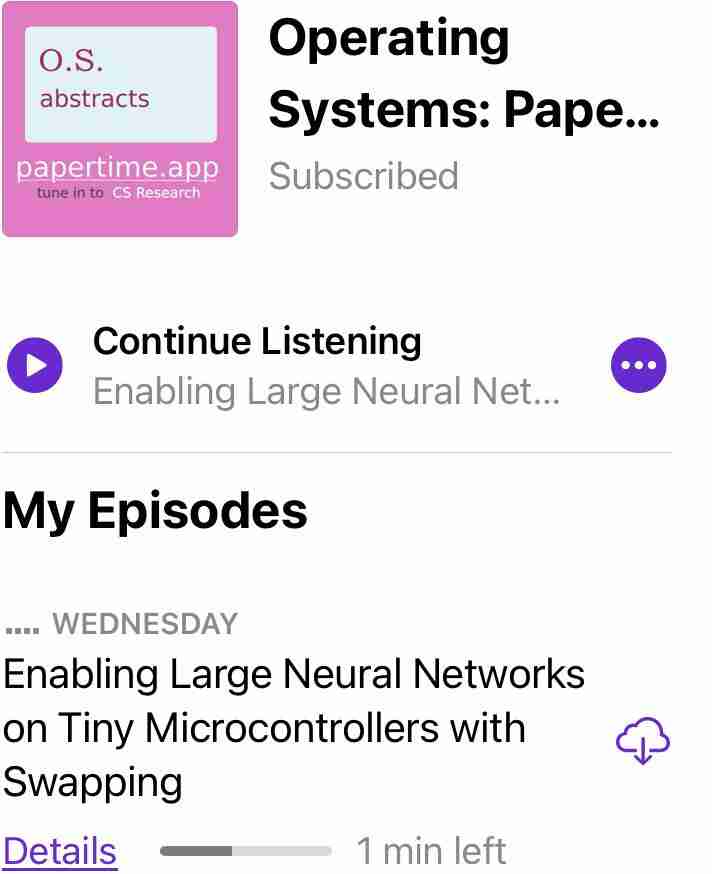 O.S.
abstracts
papertime.app
tune in to CS Research
Operating
Systems: Pape...
Subscribed
Continue Listening
Enabling Large Neural Net...
My Episodes
.... WEDNESDAY
Enabling Large Neural Networks
on Tiny Microcontrollers with
Swapping
Details 1 min left